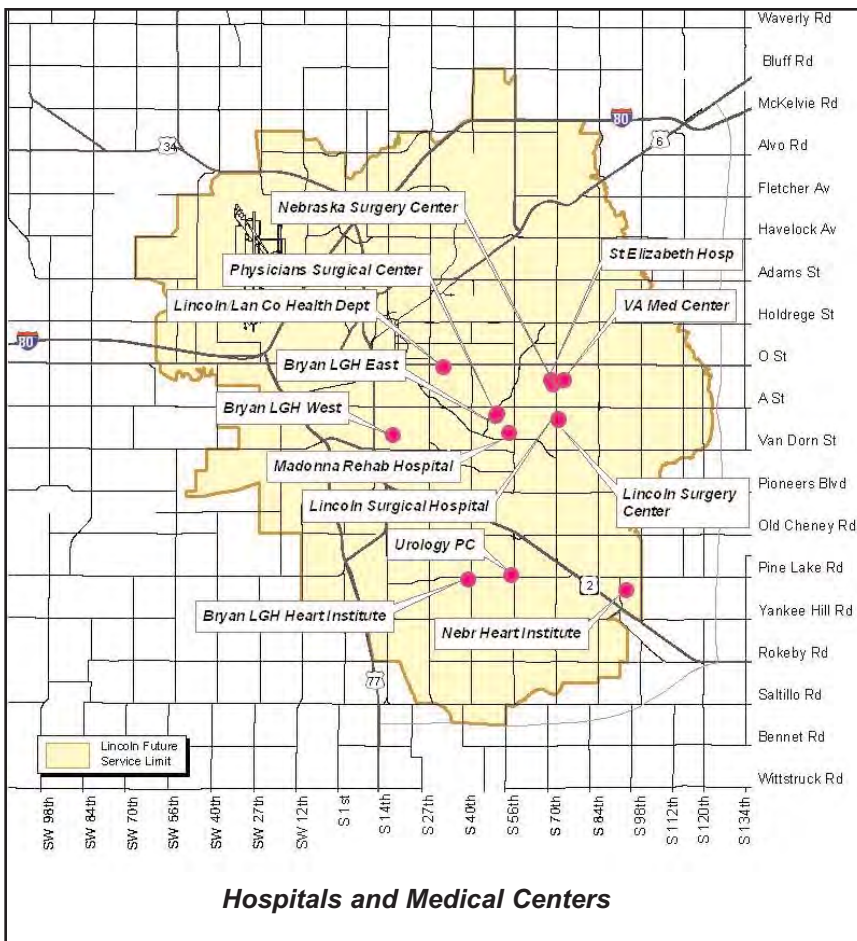 Waverly Rd
Bluff Rd
McKelvie Rd
80
6
34
Alvo Rd
Fletcher Av
Nebraska Surgery Center
Havelock Av
St Elizabeth Hosp
Physicians Surgical Center
Adams St
Lincoln/Lan Co Health Dept
VA Med Center
Holdrege St
80
O St
Bryan LGH East
A St
Bryan LGH West
Van Dorn St
Madonna Rehab Hospital
Pioneers Blvd
Lincoln Surgical Hospital
Lincoln Surgery
Center
Old Cheney Rd
Urology PC
Pine Lake Rd
2
Bryan LGH Heart Institute
Yankee Hill Rd
Nebr Heart Institute
Rokeby Rd
77
Saltillo Rd
Lincoln Future
Service Limit
Bennet Rd
Wittstruck Rd
SW 98th
SW 84th
SW 70th
SW 56th
SW 40th
SW 27th
SW 12th
S 1st
S 14th
S 27th
S 40th
S 56th
S 70th
S 84th
S 98th
S 112th
S 120th
S 134th
Hospitals and Medical Centers